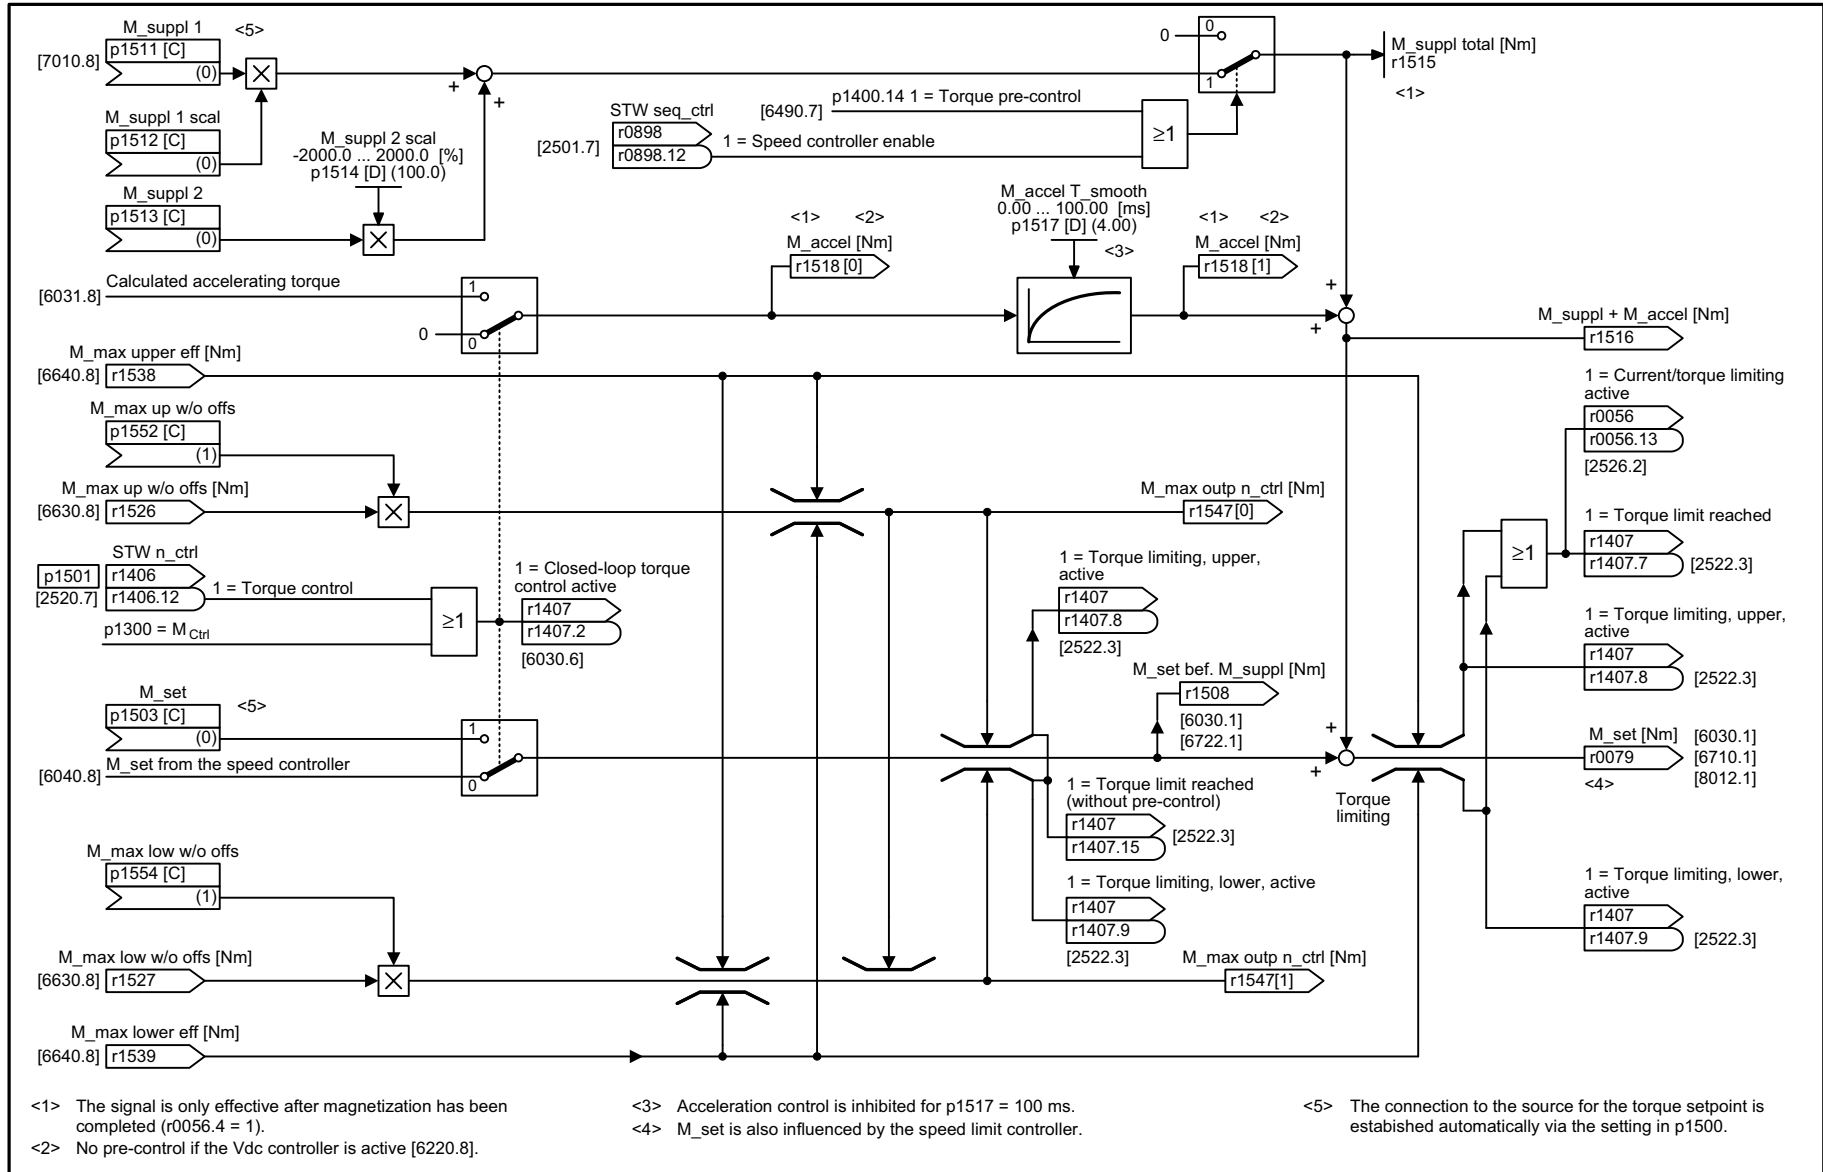 M_suppl 1
<5>
[7010.8]
p1511 [C]
(0)
M_suppl 1 scal
p1512 [C]
(0)
M_suppl 2 scal
-2000.0 ... 2000.0 [%]
p1514 [D] (100.0)
M_suppl 2
p1513 [C]
(0)
+
+
0
0
1
M_suppl total [Nm]
r1515
<1>
p1400.14 1 = Torque pre-control
[6490.7]
STW seq_ctrl
r0898
[2501.7]
r0898.12
1 = Speed controller enable
≥1
Calculated accelerating torque
[6031.8]
1
0
0
<1> <2>
M_accel [Nm]
r1518 [0]
M_accel T_smooth
0.00 ... 100.00 [ms]
p1517 [D] (4.00)
<3>
<1> <2>
M_accel [Nm]
r1518 [1]
+
+
M_suppl + M_accel [Nm]
r1516
M_max upper eff [Nm]
[6640.8] r1538
M_max up w/o offs
p1552 [C]
(1)
M_max up w/o offs [Nm]
[6630.8] r1526
M_max outp n_ctrl [Nm]
r1547[0]
1 = Current/torque limiting
active
r0056
r0056.13
[2526.2]
1 = Torque limit reached
r1407
r1407.7 [2522.3]
≥1
STW n_ctrl
p1501 r1406
[2520.7] r1406.12
1 = Torque control
p1300 = M Ctrl
≥1
1 = Closed-loop torque
control active
r1407
r1407.2
[6030.6]
1 = Torque limiting, upper,
active
r1407
r1407.8
[2522.3]
1 = Torque limiting, upper,
active
r1407
r1407.8 [2522.3]
M_set
p1503 [C]
(0)
<5>
[6040.8] M_set from the speed controller
1
0
M_set bef. M_suppl [Nm]
r1508
[6030.1]
[6722.1]
+
+
Torque
limiting
M_set [Nm] [6030.1]
r0079 [6710.1]
<4> [8012.1]
1 = Torque limit reached
(without pre-control)
r1407
r1407.15 [2522.3]
1 = Torque limiting, lower, active
r1407
r1407.9
[2522.3]
1 = Torque limiting, lower,
active
r1407
r1407.9 [2522.3]
M_max low w/o offs
p1554 [C]
(1)
M_max low w/o offs [Nm]
[6630.8] r1527
M_max outp n_ctrl [Nm]
r1547[1]
M_max lower eff [Nm]
[6640.8] r1539
<1> The signal is only effective after magnetization has been
completed (r0056.4 = 1).
<2> No pre-control if the Vdc controller is active [6220.8].
<3> Acceleration control is inhibited for p1517 = 100 ms.
<4> M_set is also influenced by the speed limit controller.
<5> The connection to the source for the torque setpoint is
estabished automatically via the setting in p1500.